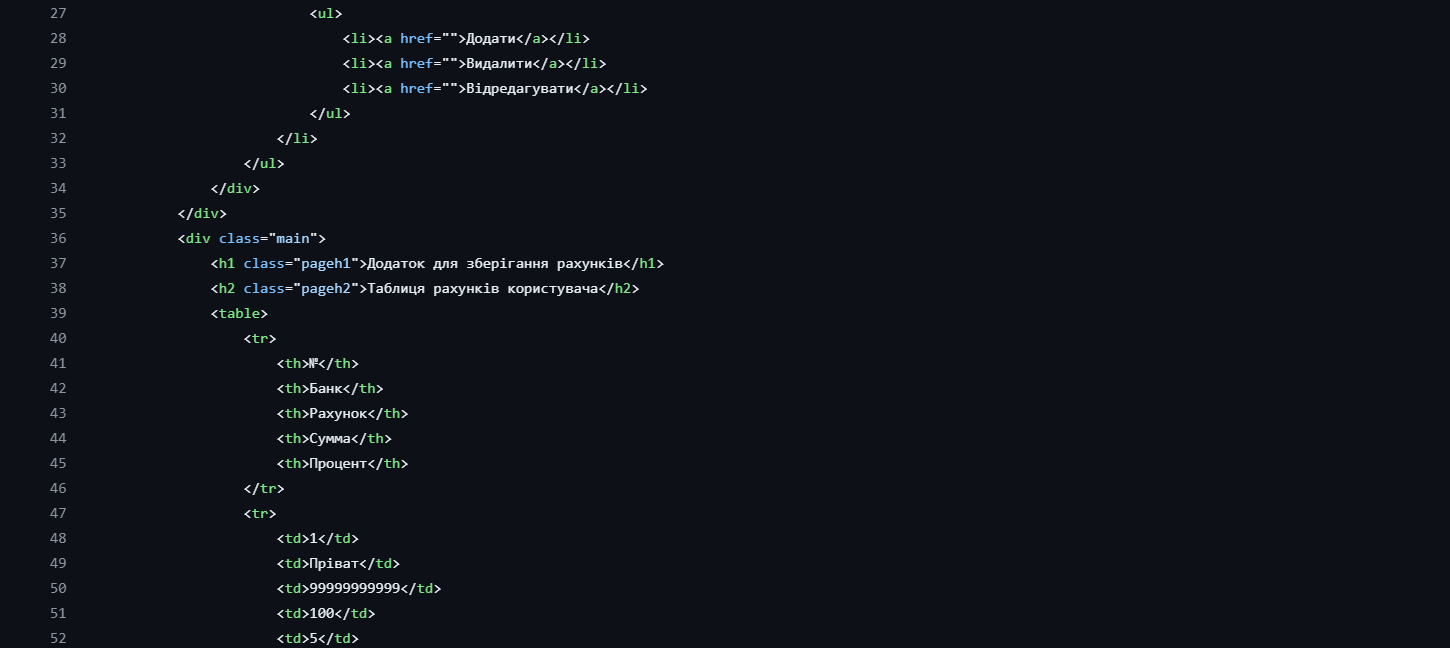 27 <ul>
28 <li><a href="">Додати</a></li>
29 <li><a href="">Видалити</a></li>
30 <li><a href="">Відредагувати</a></li>
31 </ul>
32 </li>
33 </ul>
34 </div>
35 </div>
36 <div class="main">
37 <h1 class="pageh1">Додаток для зберігання рахунків</h1>
38 <h2 class="pageh2">Таблиця рахунків користувача</h2>
39 <table>
40 <tr>
41 <th>№</th>
42 <th>Банк</th>
43 <th>Рахунок</th>
44 <th>Сумма</th>
45 <th>Процент</th>
46 </tr>
47 <tr>
48 <td>1</td>
49 <td>Пріват</td>
50 <td>99999999999</td>
51 <td>100</td>
52 <td>5</td>